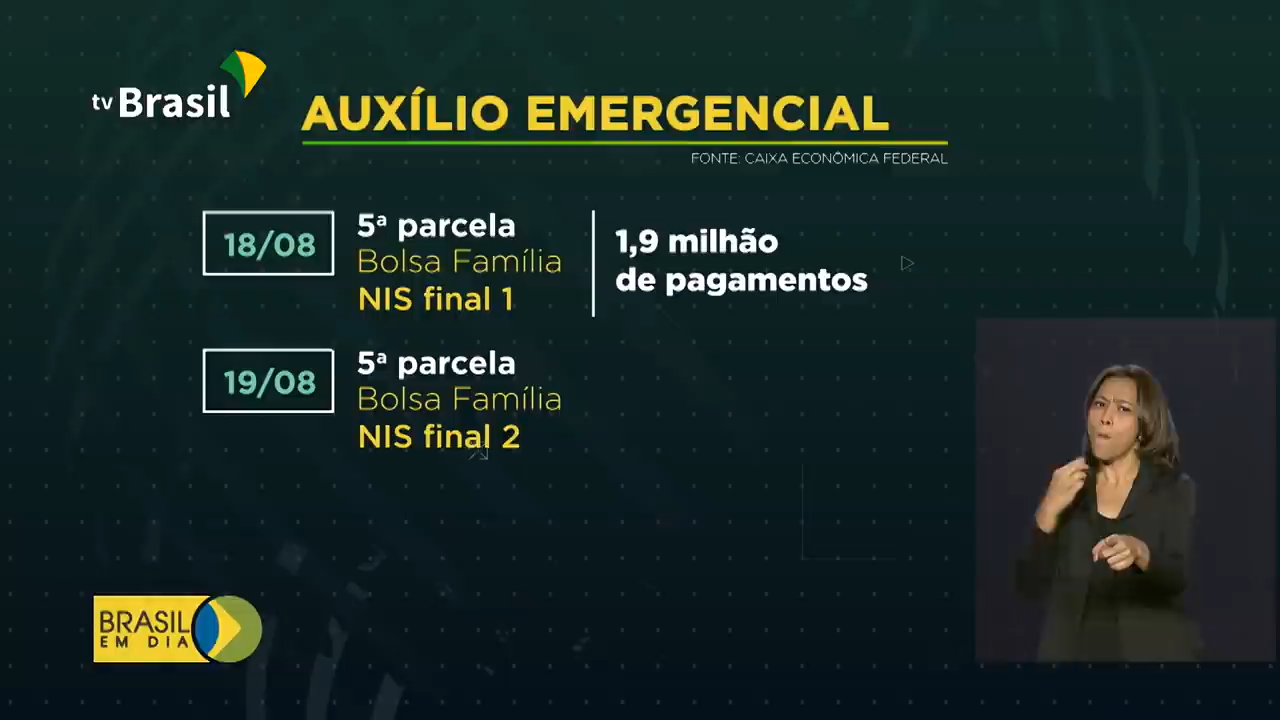 tv Brasil
AUXÍLIO EMERGENCIAL
FONTE: CAIXA ECONÔMICA FEDERAL
18/08
5ª parcela
Bolsa Família
NIS final 1
1,9 milhão
de pagamentos
19/08
5ª parcela
Bolsa Família
NIS final 2
BRASIL
EM DIA